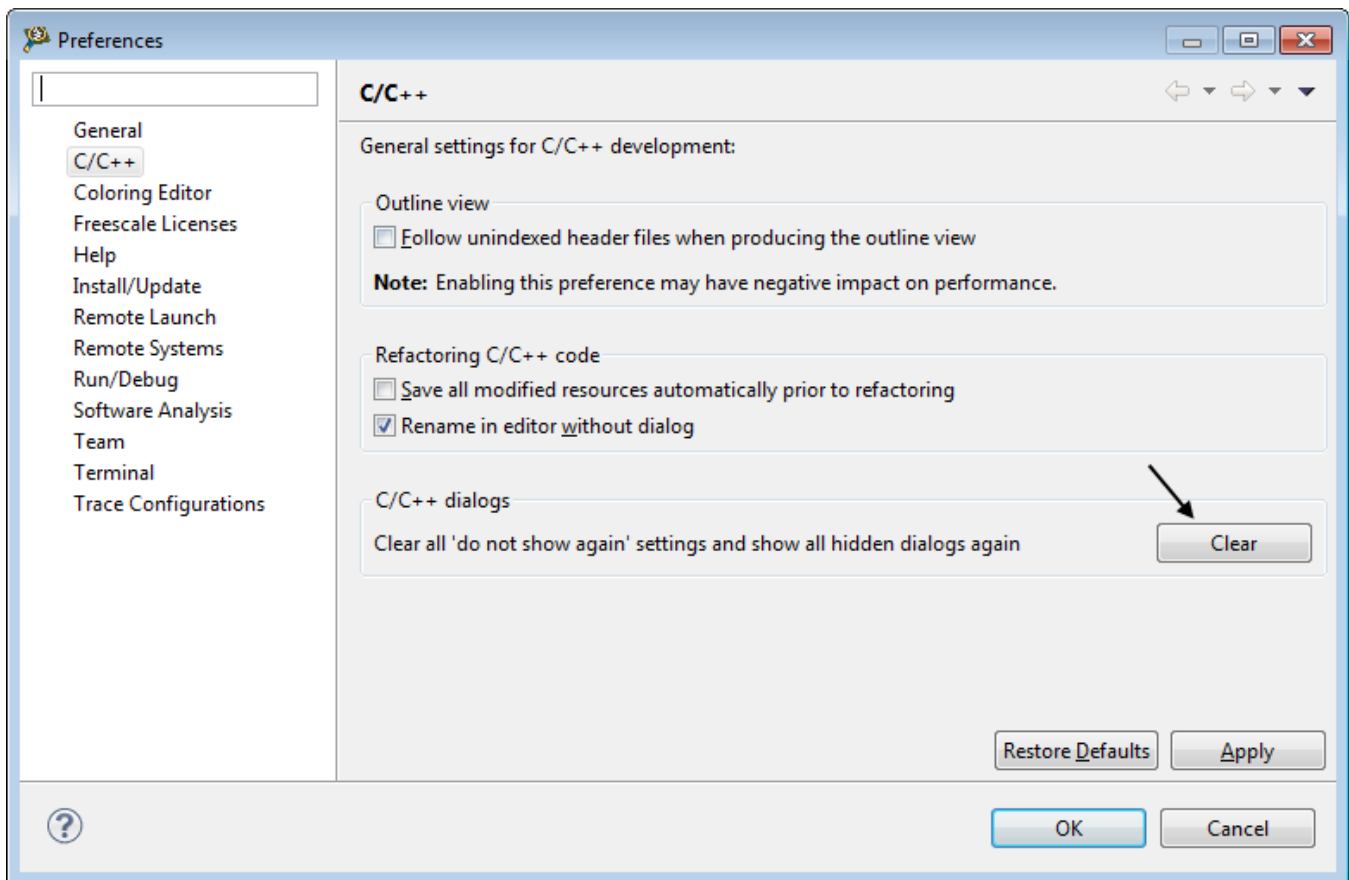 Preferences
C/C++
General
General settings for C/C++ development:
C/C++
Coloring Editor
Freescale Licenses
Help
Install/Update
Remote Launch
Remote Systems
Run/Debug
Software Analysis
Team
Terminal
Trace Configurations
Outline view
Follow unindexed header files when producing the outline view
Note: Enabling this preference may have negative impact on performance.
Refactoring C/C++ code
Save all modified resources automatically prior to refactoring
Rename in editor without dialog
C/C++ dialogs
Clear all 'do not show again' settings and show all hidden dialogs again
Clear
Restore Defaults
Apply
?
OK
Cancel